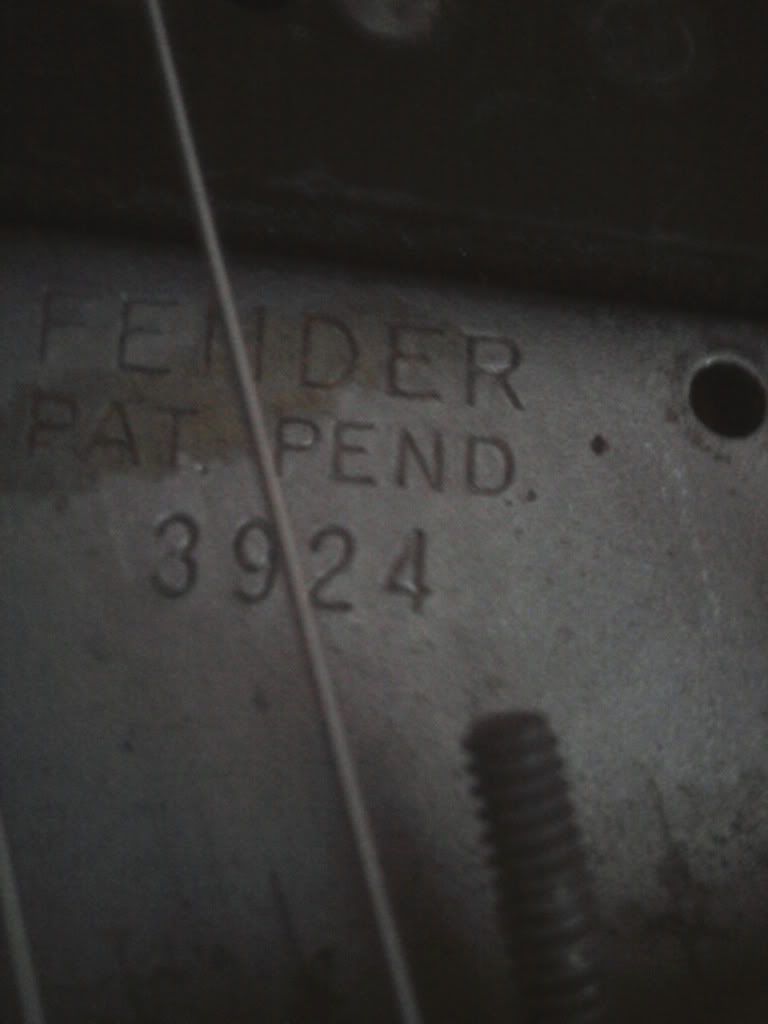 FENDER
PAT. PEND.
3924